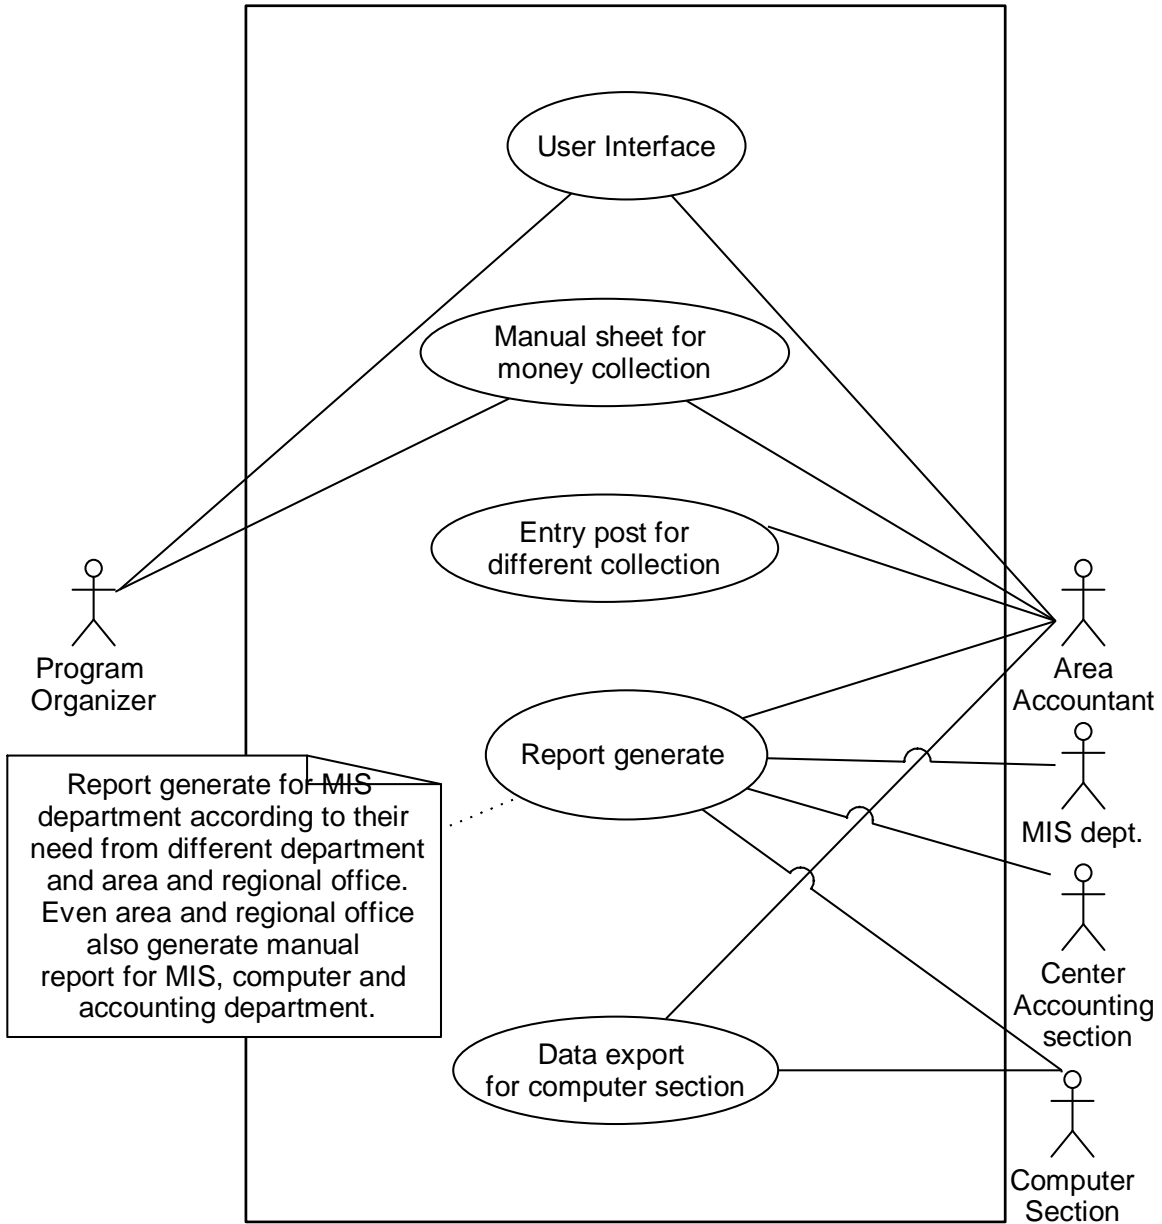 User Interface
Manual sheet for
money collection
Entry post for
different collection
Program
Organizer
Area
Accountant
Report generate
MIS dept.
Report generate for MIS
department according to their
need from different department
and area and regional office.
Even area and regional office
also generate manual
report for MIS, computer and
accounting department.
Center
Accounting
section
Data export
for computer section
Computer
Section